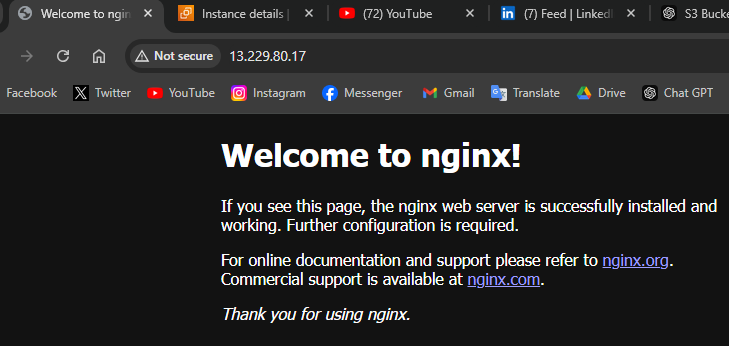 Welcome to ngin
Instance details |
(72) YouTube
(7) Feed | LinkedI
S3 Bucke
Not secure
13.229.80.17
Facebook
Twitter
YouTube
Instagram
Messenger
Gmail
Translate
Drive
Chat GPT
Welcome to nginx!
If you see this page, the nginx web server is successfully installed and
working. Further configuration is required.
For online documentation and support please refer to nginx.org.
Commercial support is available at nginx.com.
Thank you for using nginx.